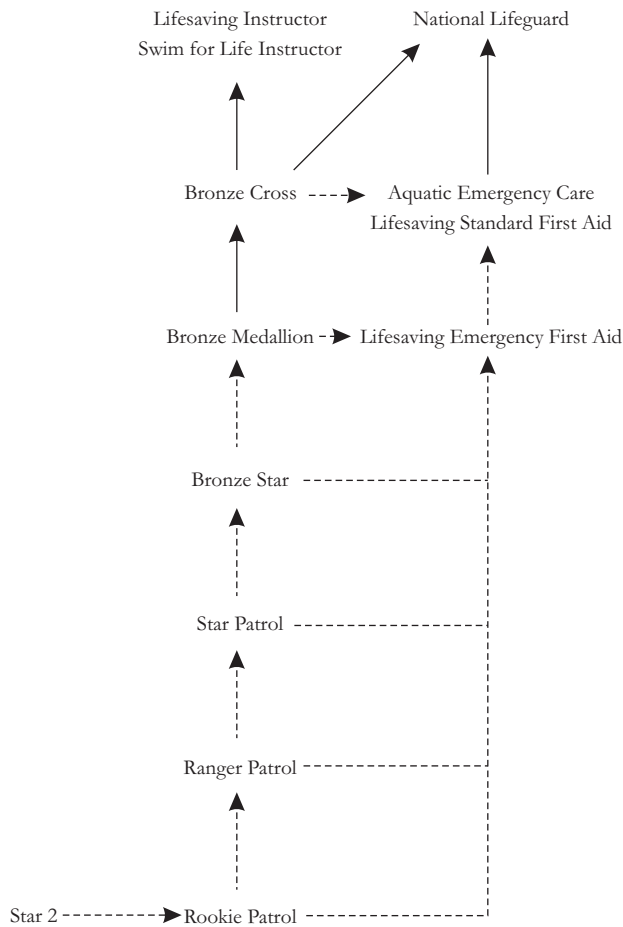 Lifesaving Instructor
Swim for Life Instructor
National Lifeguard
Bronze Cross
Aquatic Emergency Care
Lifesaving Standard First Aid
Bronze Medallion
Lifesaving Emergency First Aid
Bronze Star
Star Patrol
Ranger Patrol
Star 2
Rookie Patrol